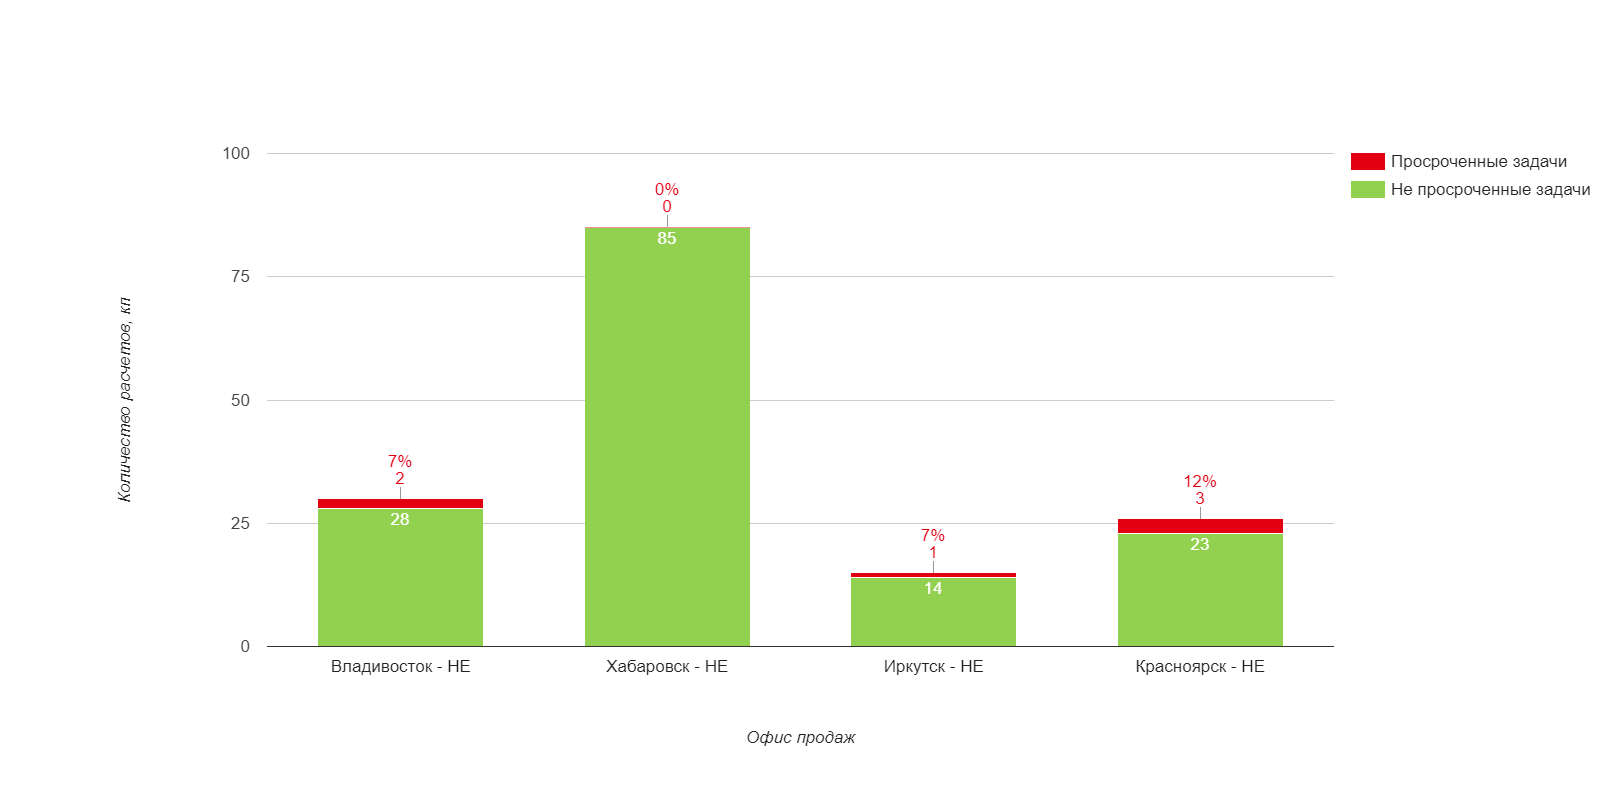 100
75
50
25
0
Количество расчетов, кп
7%
2
28
0%
0
85
7%
1
14
12%
3
23
Владивосток - НЕ
Хабаровск - НЕ
Иркутск - НЕ
Красноярск - НЕ
Офис продаж
Просроченные задачи
Не просроченные задачи